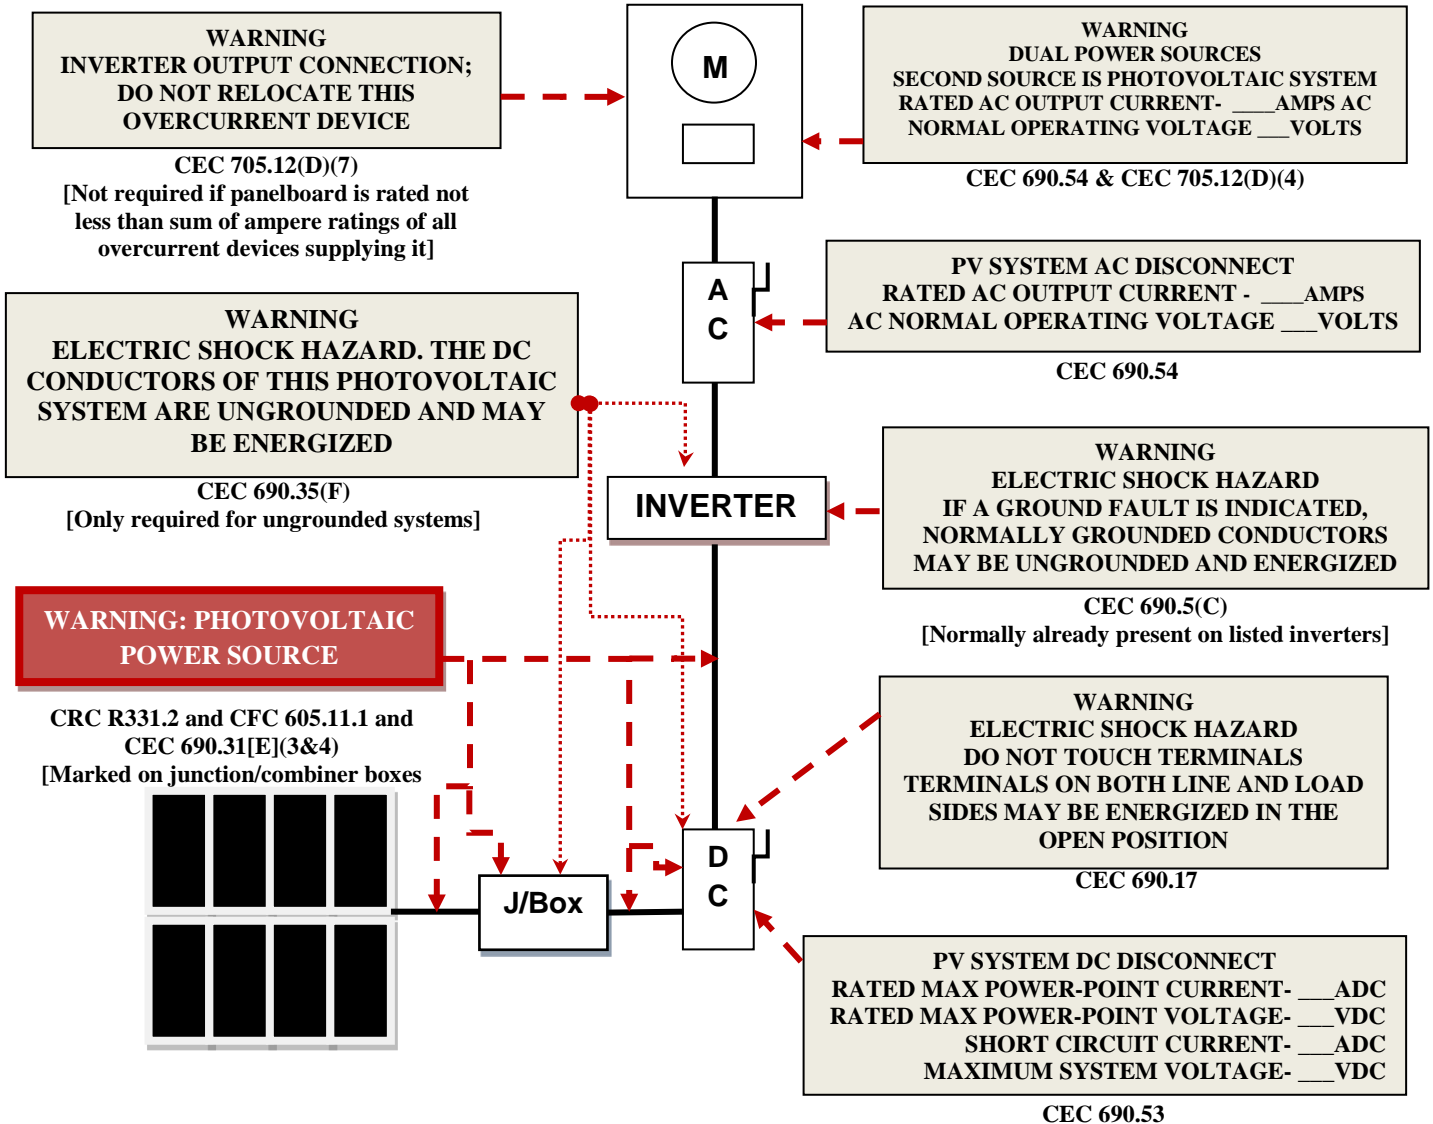 WARNING
INVERTER OUTPUT CONNECTION;
DO NOT RELOCATE THIS
OVERCURRENT DEVICE
CEC 705.12(D)(7)
[Not required if panelboard is rated not
less than sum of ampere ratings of all
overcurrent devices supplying it]
M
WARNING
DUAL POWER SOURCES
SECOND SOURCE IS PHOTOVOLTAIC SYSTEM
RATED AC OUTPUT CURRENT- ____AMPS AC
NORMAL OPERATING VOLTAGE ___VOLTS
CEC 690.54 & CEC 705.12(D)(4)
A
C
PV SYSTEM AC DISCONNECT
RATED AC OUTPUT CURRENT - ____AMPS
AC NORMAL OPERATING VOLTAGE ___VOLTS
CEC 690.54
WARNING
ELECTRIC SHOCK HAZARD. THE DC
CONDUCTORS OF THIS PHOTOVOLTAIC
SYSTEM ARE UNGROUNDED AND MAY
BE ENERGIZED
CEC 690.35(F)
[Only required for ungrounded systems]
INVERTER
WARNING
ELECTRIC SHOCK HAZARD
IF A GROUND FAULT IS INDICATED,
NORMALLY GROUNDED CONDUCTORS
MAY BE UNGROUNDED AND ENERGIZED
CEC 690.5(C)
[Normally already present on listed inverters]
WARNING: PHOTOVOLTAIC
POWER SOURCE
CRC R331.2 and CFC 605.11.1 and
CEC 690.31[E](3&4)
[Marked on junction/combiner boxes
WARNING
ELECTRIC SHOCK HAZARD
DO NOT TOUCH TERMINALS
TERMINALS ON BOTH LINE AND LOAD
SIDES MAY BE ENERGIZED IN THE
OPEN POSITION
CEC 690.17
D
C
J/Box
PV SYSTEM DC DISCONNECT
RATED MAX POWER-POINT CURRENT- ___ADC
RATED MAX POWER-POINT VOLTAGE- ___VDC
SHORT CIRCUIT CURRENT- ___ADC
MAXIMUM SYSTEM VOLTAGE- ___VDC
CEC 690.53